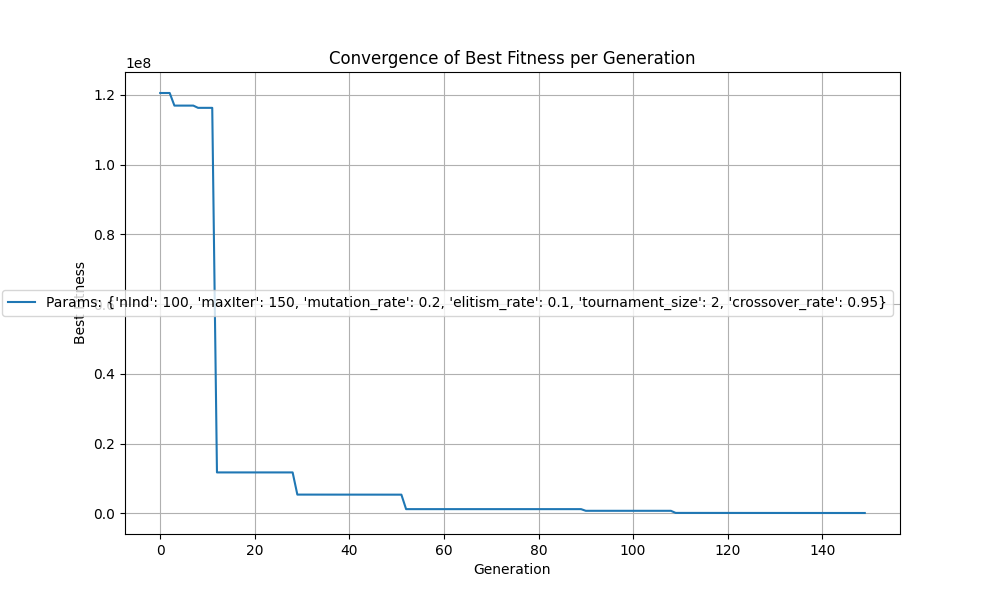 Convergence of Best Fitness per Generation
1e8
1.2
1.0
0.8
Params: {'nInd': 100, 'maxIter': 150, 'mutation_rate': 0.2, 'elitism_rate': 0.1, 'tournament_size': 2, 'crossover_rate': 0.95}
0.4
0.2
0.0
0 20 40 60 80 100 120 140
Generation